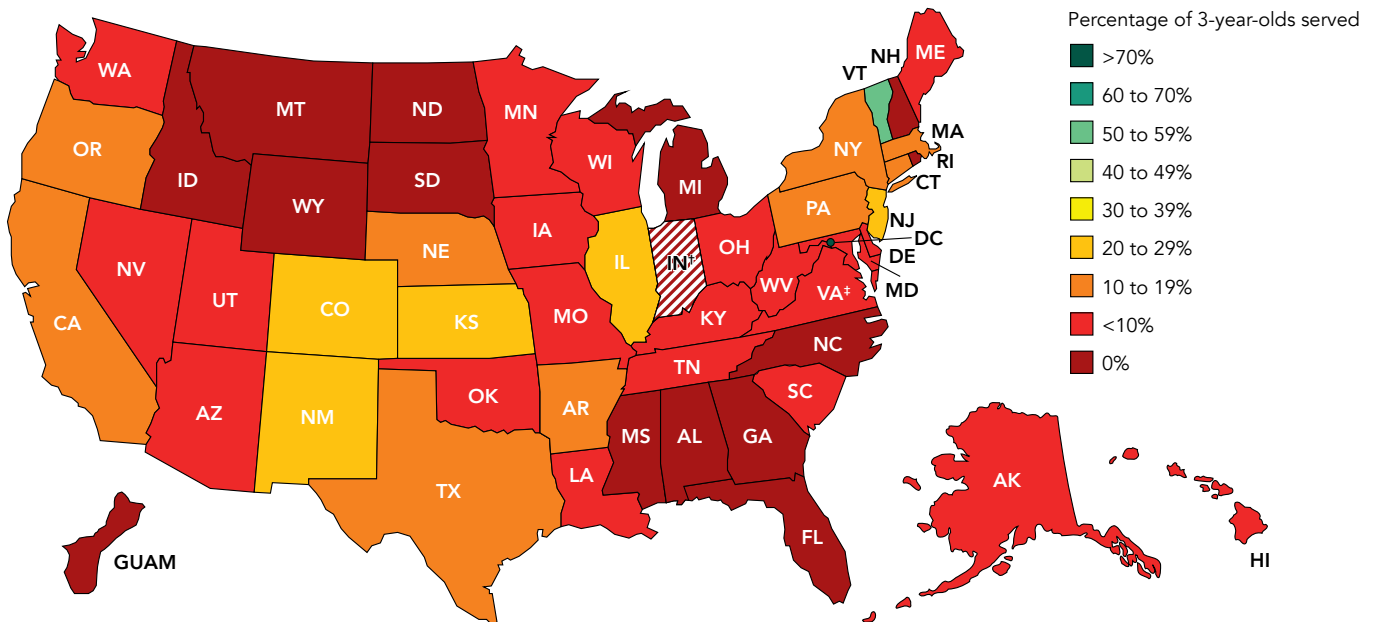 Percentage of 3-year-olds served
>70%
60 to 70%
50 to 59%
40 to 49%
30 to 39%
20 to 29%
10 to 19%
<10%
0%
WA
MT
ND
MN
VT
NH
ME
OR
ID
WY
SD
WI
MI
NY
MA
RI
CT
NV
UT
CO
NE
IA
IL
IN†
OH
PA
NJ
DC
DE
MD
CA
KS
MO
KY
WV
VA‡
AZ
NM
OK
AR
TN
NC
SC
TX
LA
MS
AL
GA
FL
GUAM
AK
HI